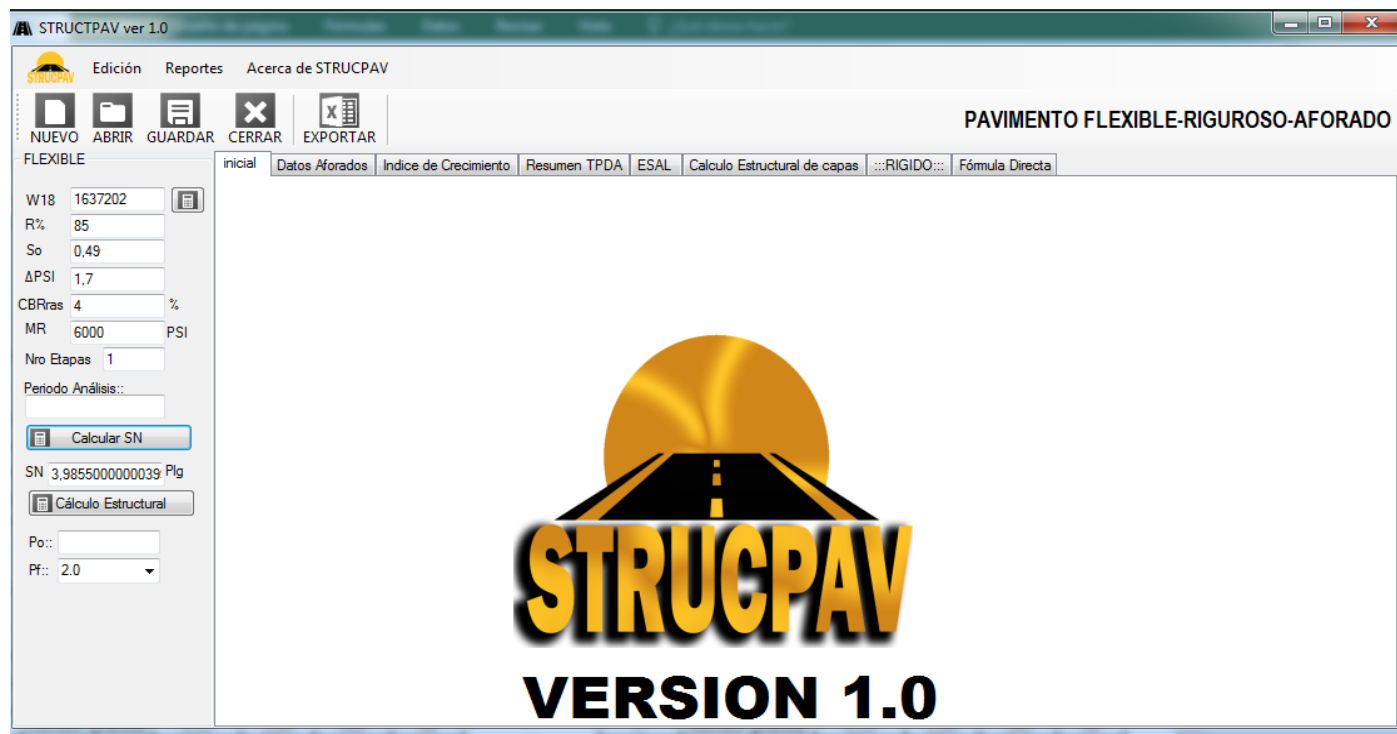 STRUCTPAV ver 1.0
STRUCPAV Edición Reportes Acerca de STRUCPAV
NUEVO ABRIR GUARDAR CERRAR EXPORTAR
PAVIMENTO FLEXIBLE-RIGUROSO-AFORADO
FLEXIBLE
inicial Datos Aforados Indice de Crecimiento Resumen TPDA ESAL Calculo Estructural de capas :::RIGIDO::: Fórmula Directa
W18 1637202
R% 85
So 0,49
ΔPSI 1,7
CBRras 4 %
MR 6000 PSI
Nro Etapas 1
Periodo Análisis::
Calcular SN
SN 3,9855000000039 Plg
Cálculo Estructural
Po::
Pf:: 2.0
STRUCPAV
VERSION 1.0